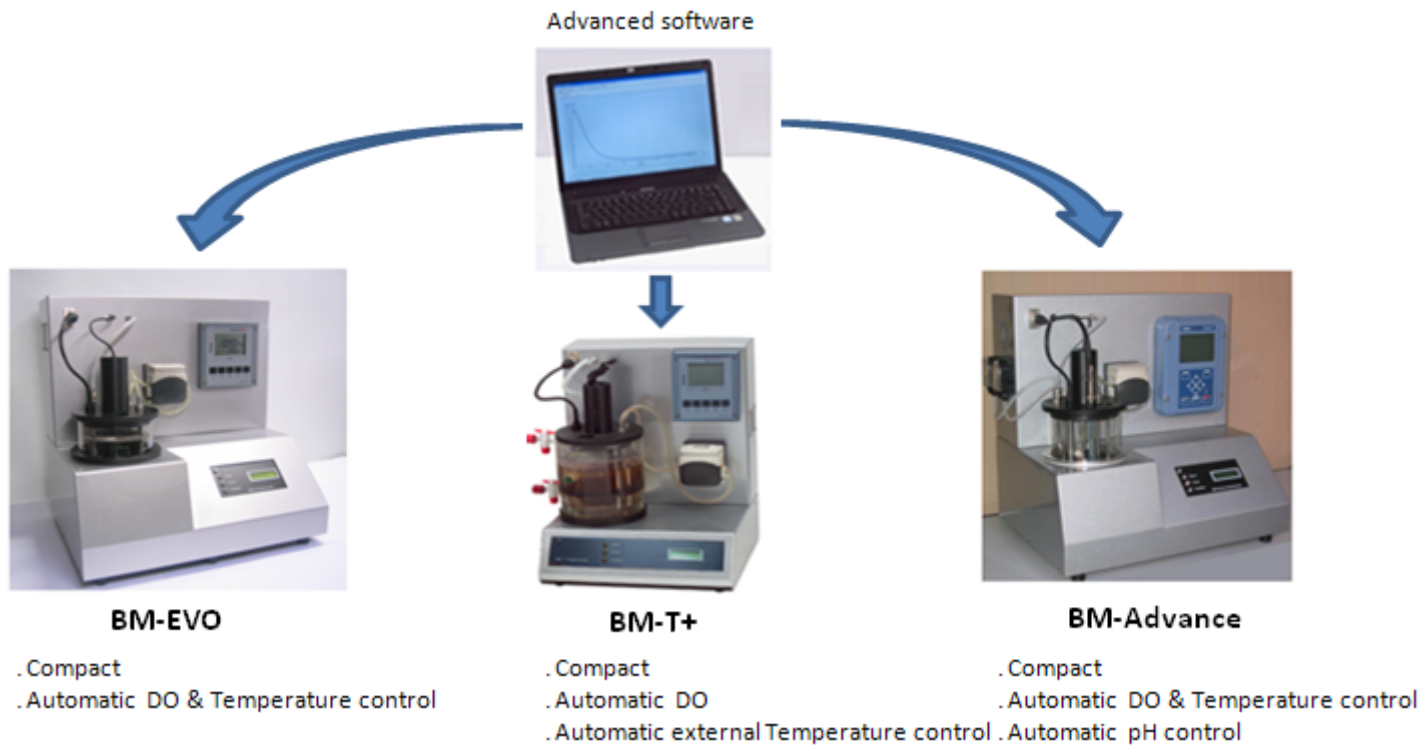 Advanced software
BM-EVO
. Compact
. Automatic DO & Temperature control
BM-T+
. Compact
. Automatic DO
. Automatic external Temperature control
BM-Advance
. Compact
. Automatic DO & Temperature control
. Automatic pH control